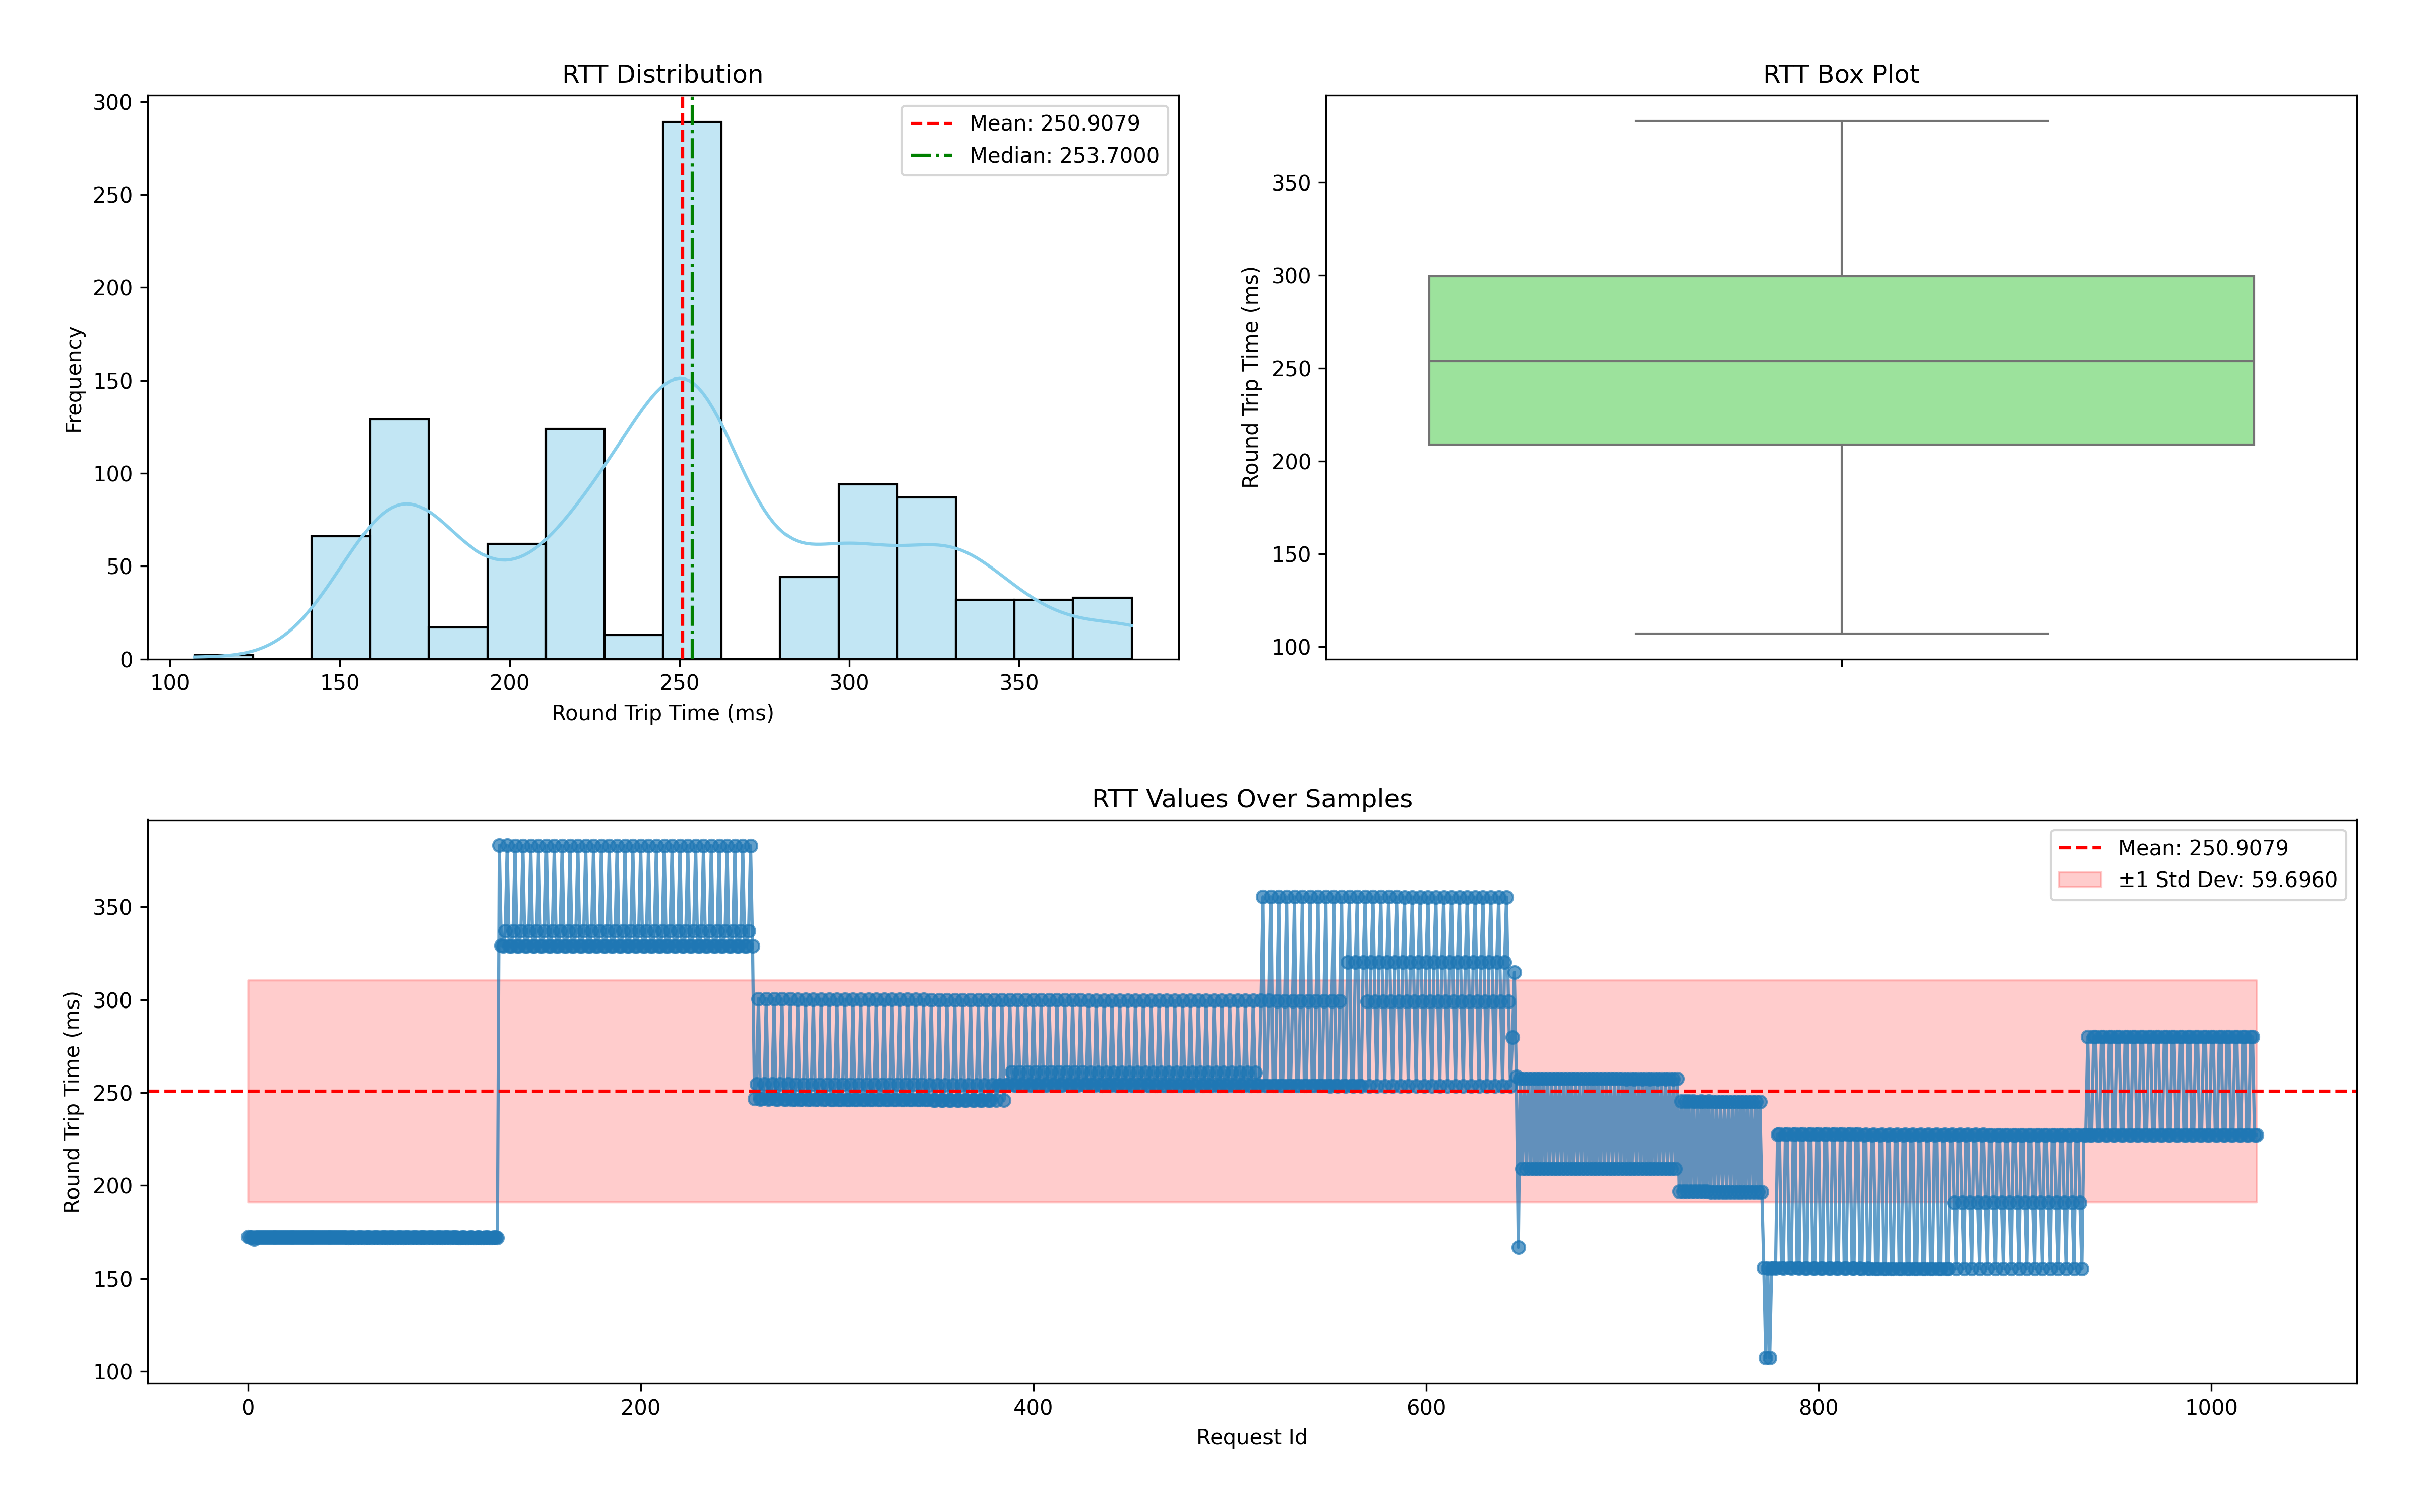 RTT Distribution
Frequency
300
250
200
150
100
50
0
Mean: 250.9079
Median: 253.7000
100 150 200 250 300 350
Round Trip Time (ms)
RTT Box Plot
Round Trip Time (ms)
350
300
250
200
150
100
RTT Values Over Samples
Round Trip Time (ms)
350
300
250
200
150
100
Mean: 250.9079
±1 Std Dev: 59.6960
0 200 400 600 800 1000
Request Id